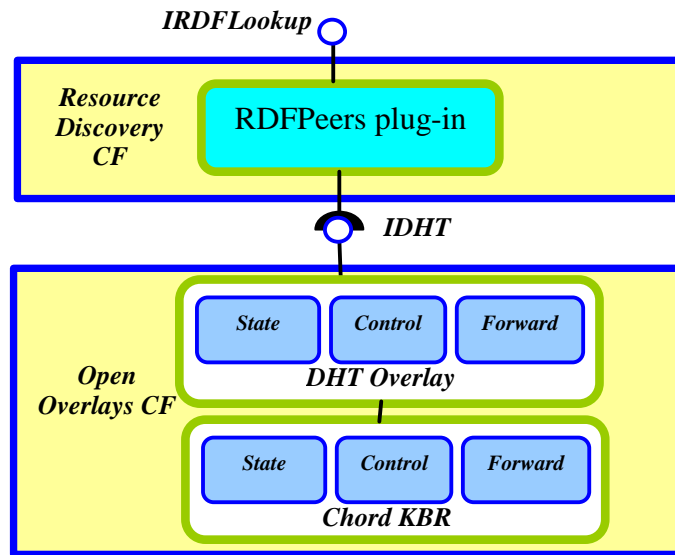 IRDFLookup
Resource
Discovery
CF
RDFPeers plug-in
IDHT
State
Control
Forward
DHT Overlay
Open
Overlays CF
State
Control
Forward
Chord KBR